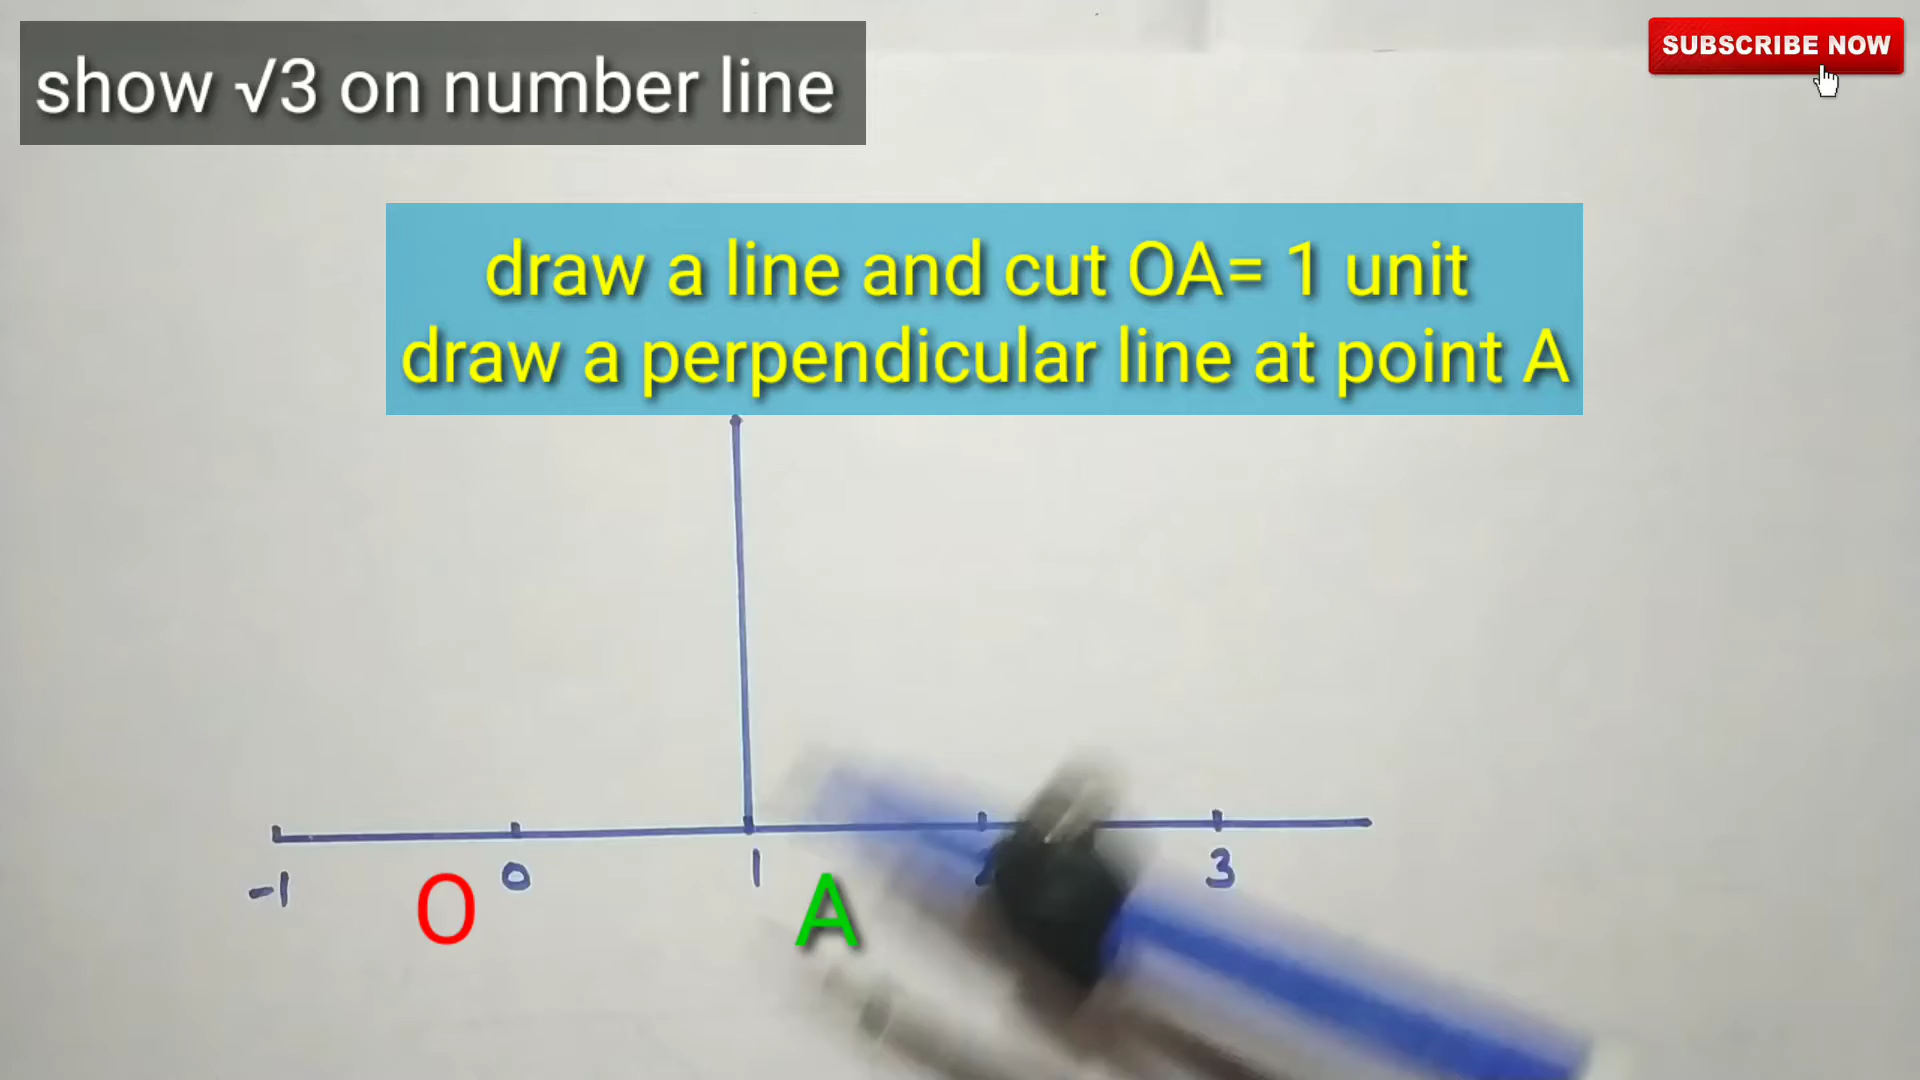 show √3 on number line
SUBSCRIBE NOW
draw a line and cut OA= 1 unit
draw a perpendicular line at point A
-1 0 1 3
O A